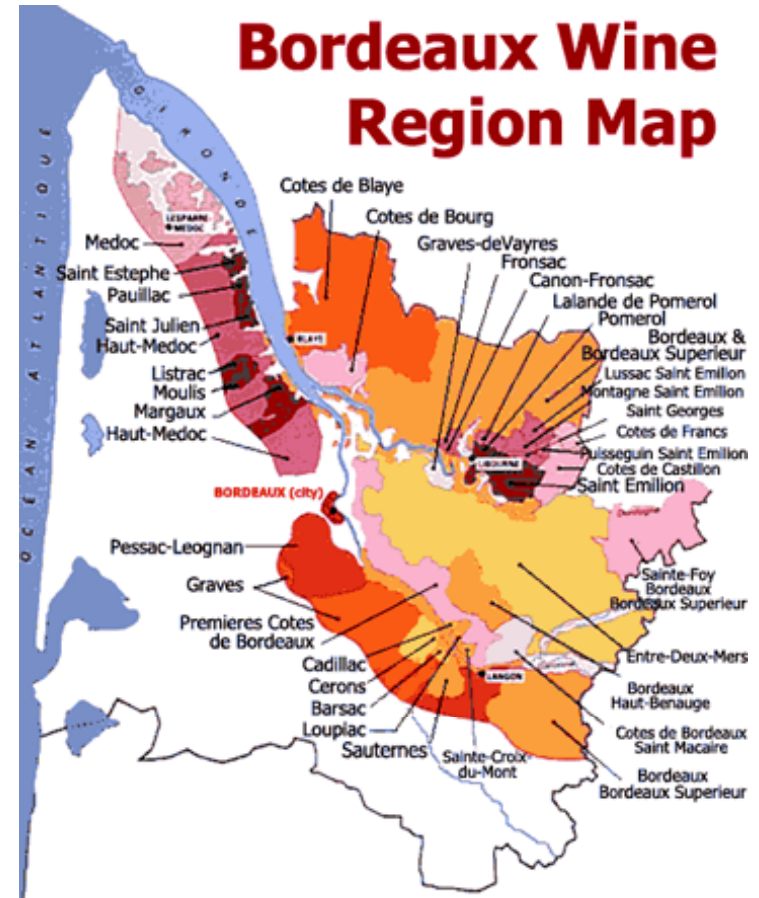 Bordeaux Wine
Region Map
GIRONDE
OCÉAN ATLANTIQUE
Cotes de Blaye
Cotes de Bourg
LESPARRE-
MEDOC
Graves-deVayres
Medoc
Fronsac
Saint Estephe
Canon-Fronsac
Pauillac
Lalande de Pomerol
Pomerol
Saint Julien
Bordeaux &
Bordeaux Superieur
BLAYE
Haut-Medoc
Listrac
Lussac Saint Emilion
Moulis
Montagne Saint Emilion
Margaux
Saint Georges
Haut-Medoc
Cotes de Francs
Puisseguin Saint Emilion
LIBOURNE
Cotes de Castillon
Saint Emilion
BORDEAUX (city)
Pessac-Leognan
Graves
Sainte-Foy
Bordeaux
Bordeaux Superieur
Premieres Cotes
de Bordeaux
Entre-Deux-Mers
Cadillac
LANGON
Cerons
Bordeaux
Haut-Benauge
Barsac
Loupiac
Cotes de Bordeaux
Saint Macaire
Sauternes
Sainte-Croix-
du-Mont
Bordeaux
Bordeaux Superieur